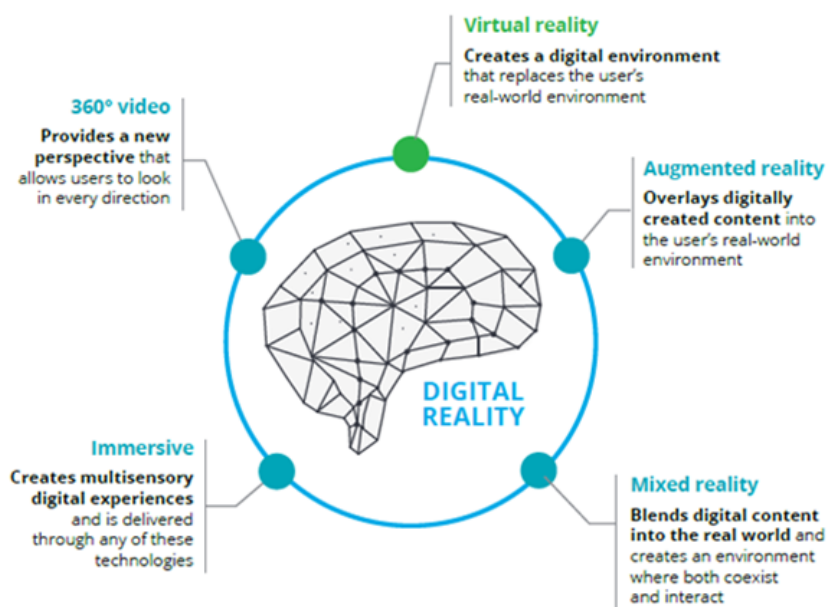 Virtual reality
Creates a digital environment
that replaces the user's
real-world environment
360° video
Provides a new
perspective that
allows users to look
in every direction
Augmented reality
Overlays digitally
created content into
the user's real-world
environment
DIGITAL
REALITY
Immersive
Creates multisensory
digital experiences
and is delivered
through any of these
technologies
Mixed reality
Blends digital content
into the real world and
creates an environment
where both coexist
and interact